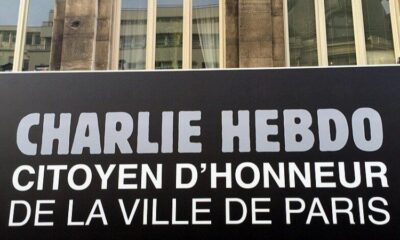 CHARLIE HEBDO
CITOYEN D'HONNEUR
DE LA VILLE DE PARIS